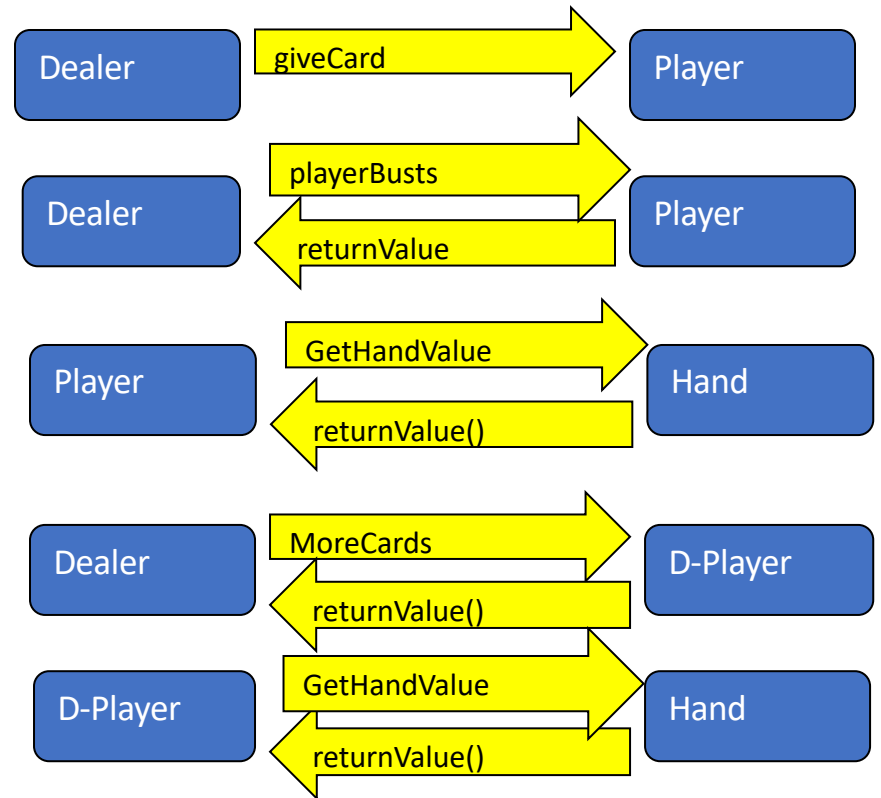 Dealer
giveCard
Player
Dealer
playerBusts
returnValue
Player
Player
GetHandValue
returnValue()
Hand
Dealer
MoreCards
returnValue()
D-Player
D-Player
GetHandValue
returnValue()
Hand